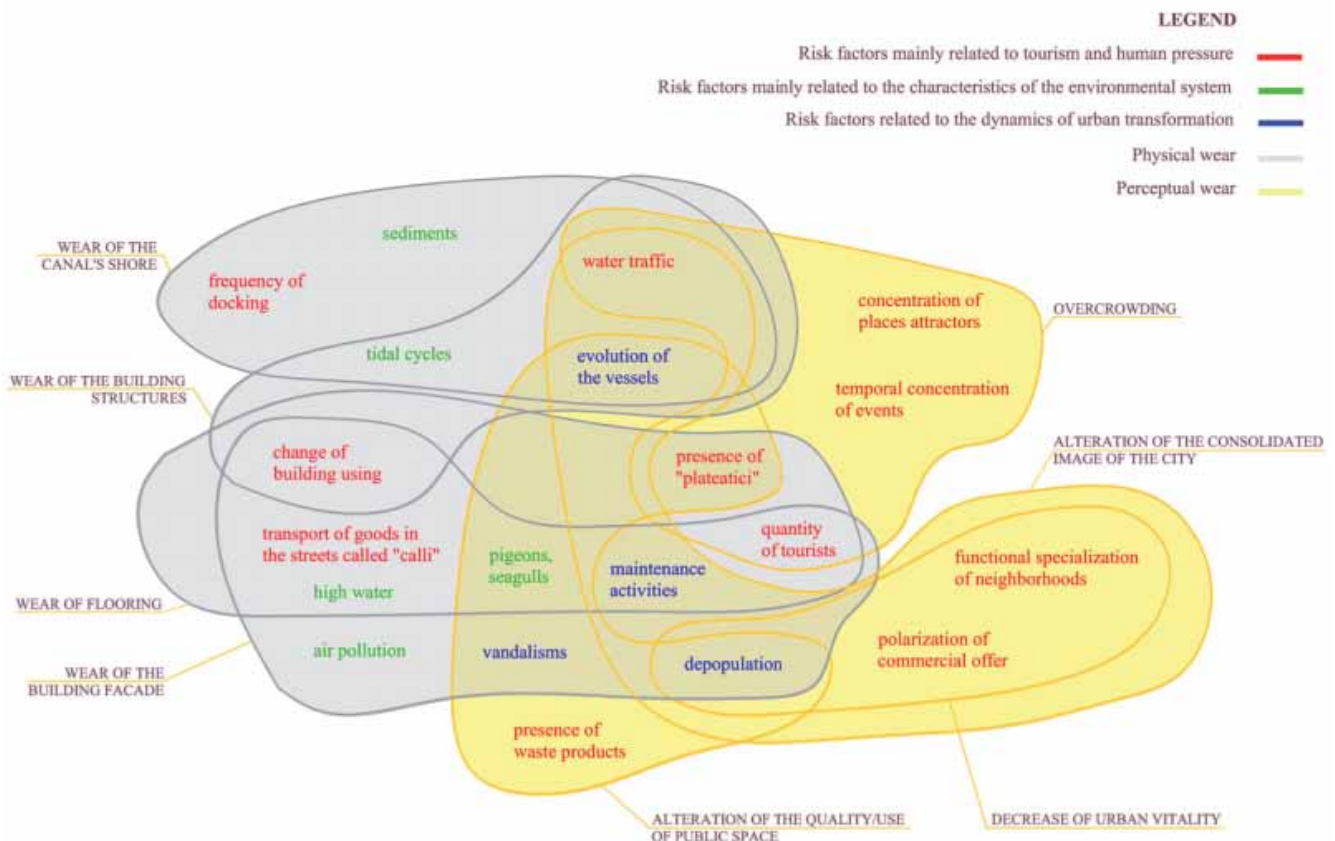 LEGEND
Risk factors mainly related to tourism and human pressure
Risk factors mainly related to the characteristics of the environmental system
Risk factors related to the dynamics of urban transformation
Physical wear
Perceptual wear
sediments
WEAR OF THE
CANAL'S SHORE
water traffic
frequency of
docking
concentration of
places attractors
OVERCROWDING
tidal cycles
evolution of
the vessels
WEAR OF THE BUILDING
STRUCTURES
temporal concentration
of events
ALTERATION OF THE CONSOLIDATED
IMAGE OF THE CITY
change of
building using
presence of
"plateatici"
transport of goods in
the streets called "calli"
quantity
of tourists
pigeons,
seagulls
maintenance
activities
functional specialization
of neighborhoods
high water
WEAR OF FLOORING
air pollution
vandalisms
depopulation
polarization of
commercial offer
WEAR OF THE
BUILDING FACADE
presence of
waste products
ALTERATION OF THE QUALITY/USE
OF PUBLIC SPACE
DECREASE OF URBAN VITALITY